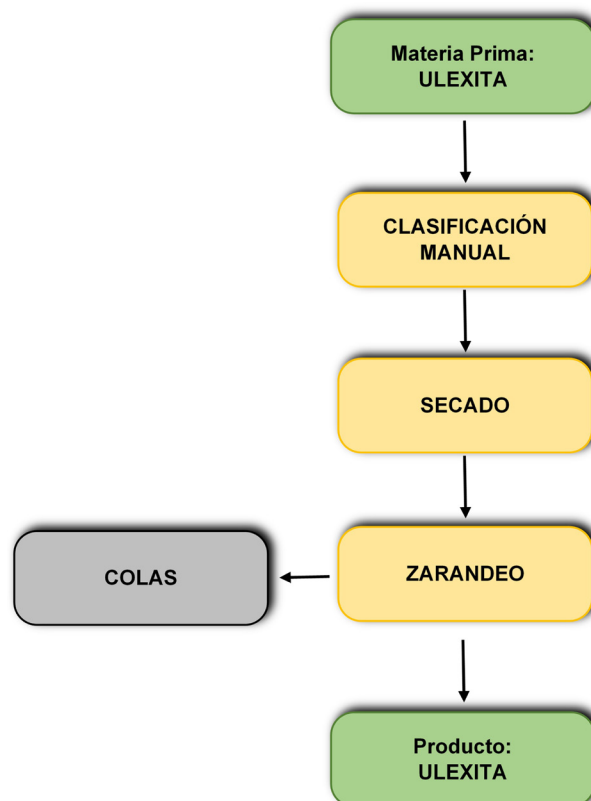 Materia Prima:
ULEXITA
CLASIFICACIÓN
MANUAL
SECADO
COLAS
ZARANDEO
Producto:
ULEXITA